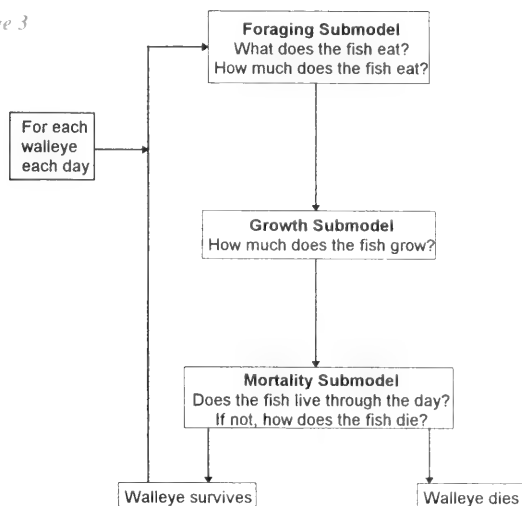 Foraging Submodel
What does the fish eat?
How much does the fish eat?
For each
walleye
each day
Growth Submodel
How much does the fish grow?
Mortality Submodel
Does the fish live through the day?
If not, how does the fish die?
Walleye survives
Walleye dies